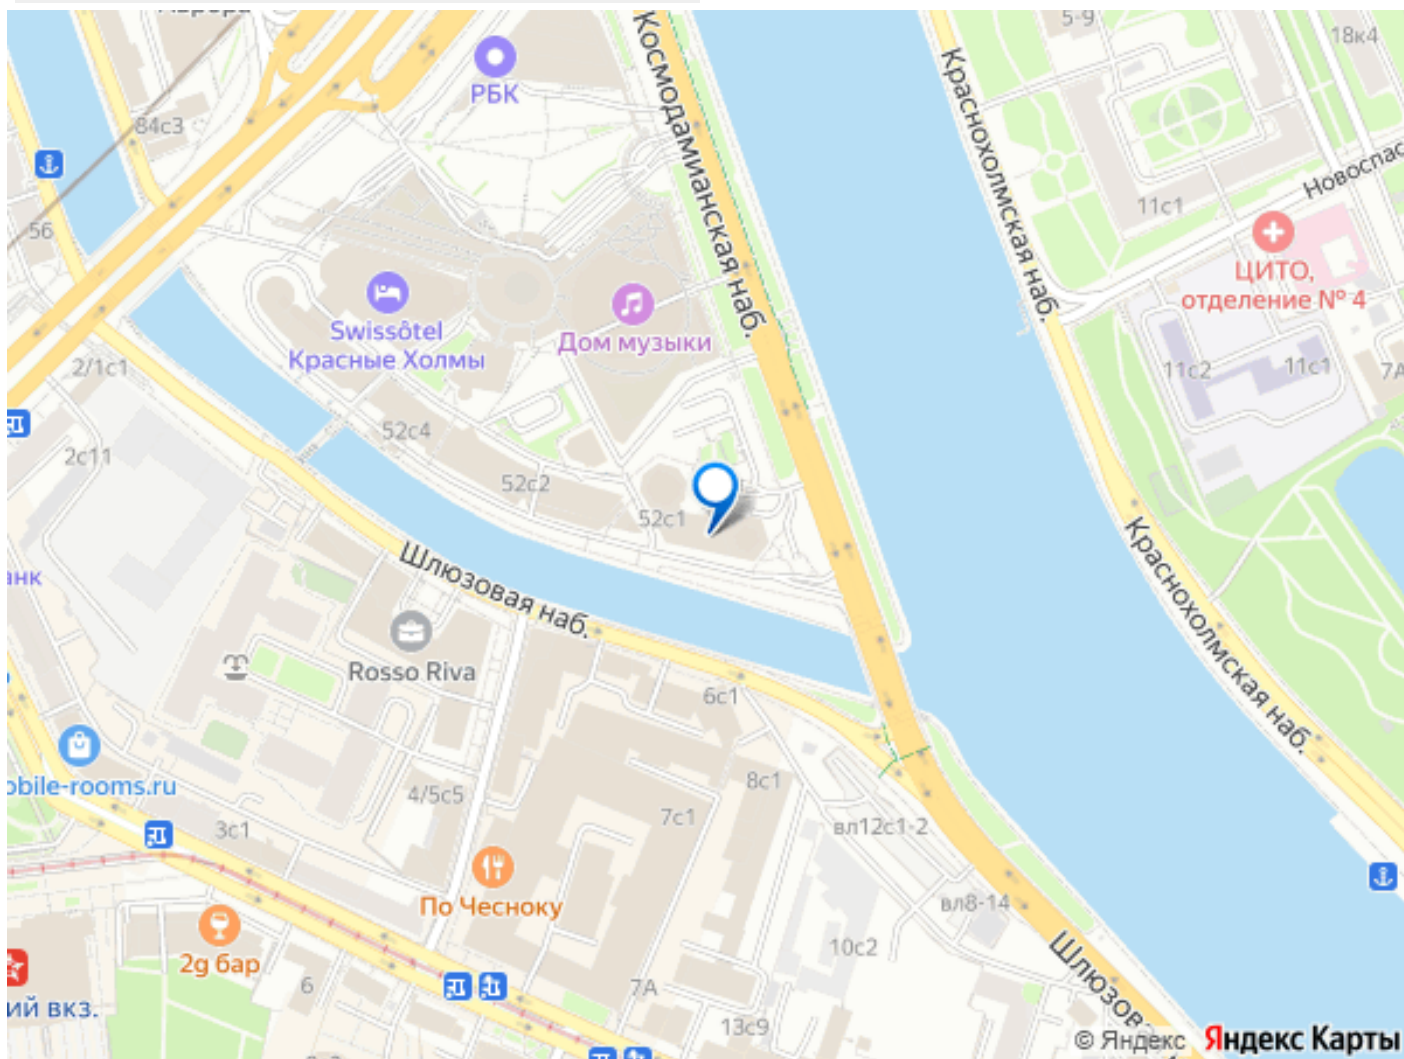 5-9
18к4
РБК
84с3
Космодамианская наб.
Краснохолмская наб.
Новоспас
11с1
56
ЦИТО,
отделение № 4
Swissôtel
Красные Холмы
Дом музыки
2/1с1
11с2
11с1
7А
52с4
2с11
52с2
52с1
Шлюзовая наб.
Краснохолмская наб.
анк
Rosso Riva
6с1
obile-rooms.ru
4/5с5
8с1
3с1
7с1
вл12с1-2
По Чесноку
вл8-14
2g бар
10с2
Шлюзова
6
7А
ий вкз.
13с9
© Яндекс Яндекс Карты